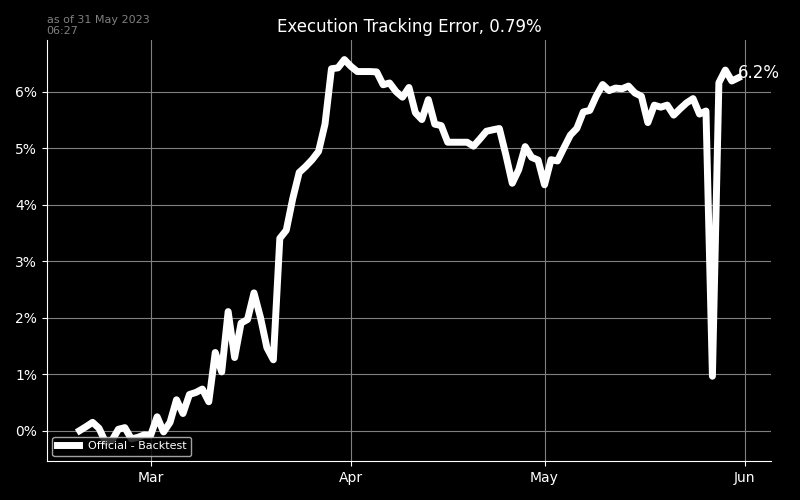 as of 31 May 2023
06:27
Execution Tracking Error, 0.79%
6.2%
6%
5%
4%
3%
2%
1%
0%
Official - Backtest
Mar
Apr
May
Jun